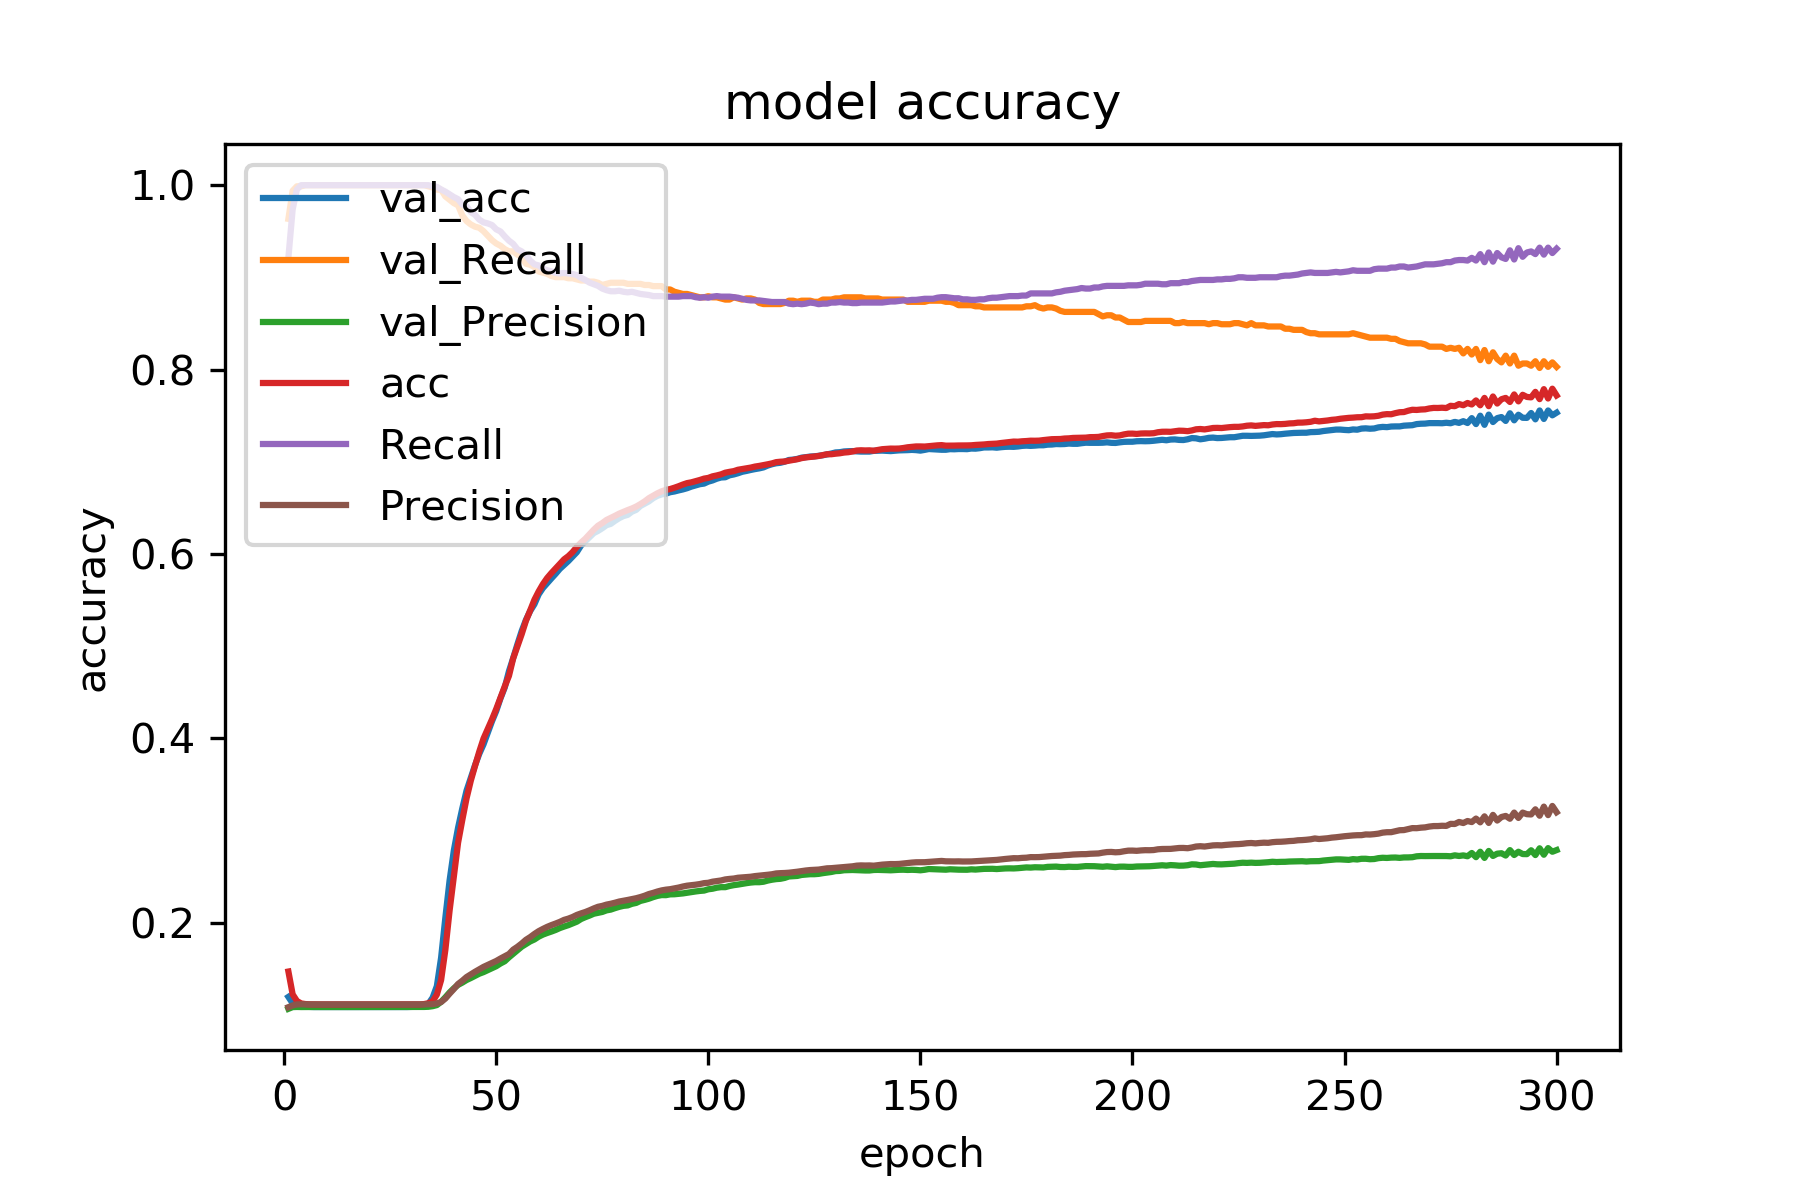 model accuracy
val_acc
val_Recall
val_Precision
acc
Recall
Precision
1.0
0.8
0.6
0.4
0.2
accuracy
0 50 100 150 200 250 300
epoch